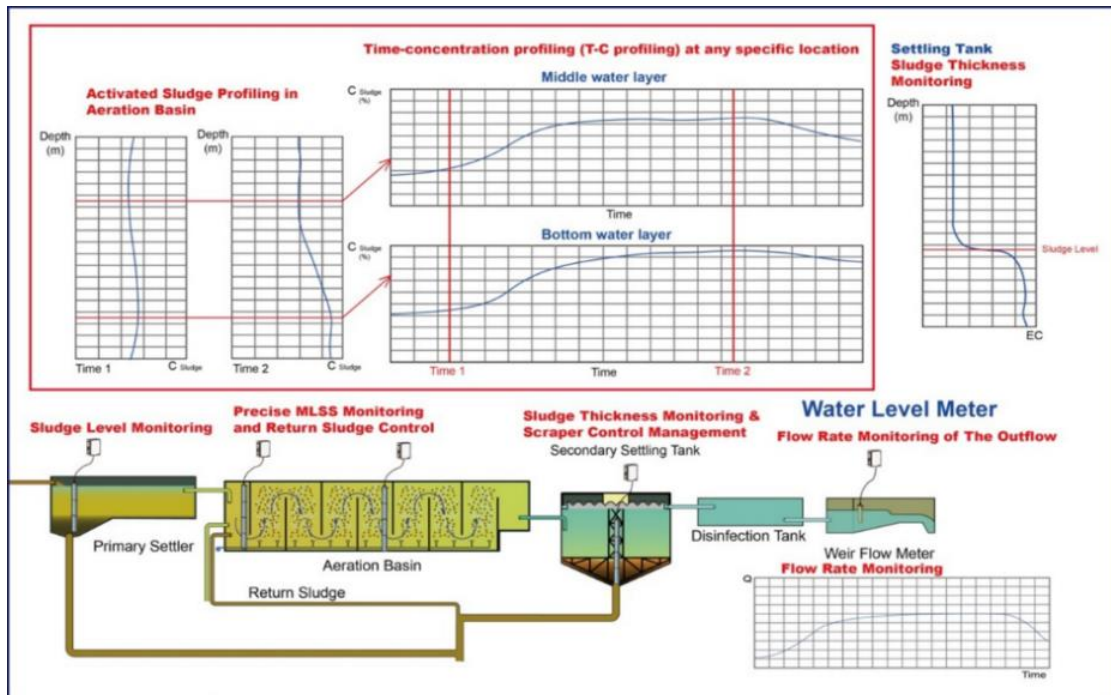 Time-concentration profiling (T-C profiling) at any specific location
Activated Sludge Profiling in
Aeration Basin
Depth
(m)
Time 1
C Sludge
Depth
(m)
Time 2
C Sludge
Middle water layer
C Sludge
(%)
Time
Bottom water layer
C Sludge
(%)
Time 1
Time
Time 2
Settling Tank
Sludge Thickness
Monitoring
Depth
(m)
Sludge Level
EC
Sludge Level Monitoring
Primary Settler
Precise MLSS Monitoring
and Return Sludge Control
Aeration Basin
Return Sludge
Sludge Thickness Monitoring &
Scraper Control Management
Secondary Settling Tank
Disinfection Tank
Water Level Meter
Flow Rate Monitoring of The Outflow
Weir Flow Meter
Flow Rate Monitoring
Q
Time